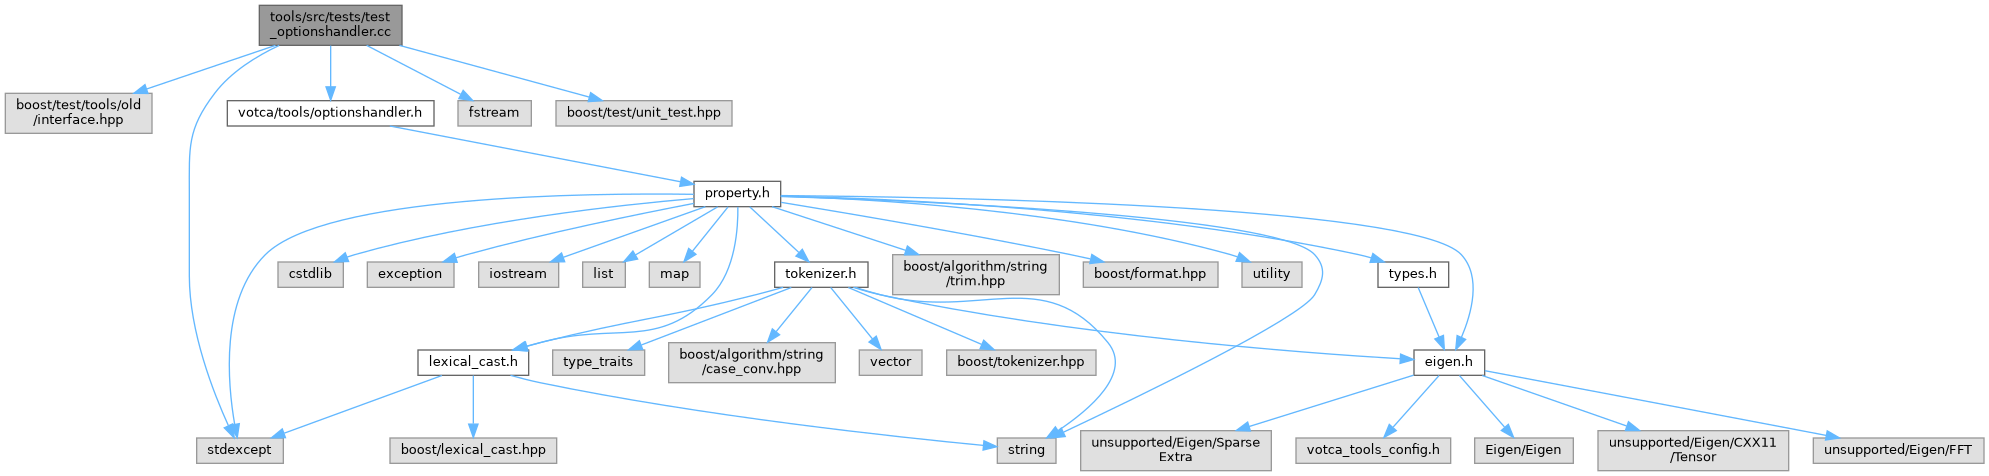 tools/src/tests/test
_optionshandler.cc
boost/test/tools/old
/interface.hpp
votca/tools/optionshandler.h
fstream
boost/test/unit_test.hpp
property.h
cstdlib
exception
iostream
list
map
tokenizer.h
boost/algorithm/string
/trim.hpp
boost/format.hpp
utility
types.h
lexical_cast.h
type_traits
boost/algorithm/string
/case_conv.hpp
vector
boost/tokenizer.hpp
eigen.h
stdexcept
boost/lexical_cast.hpp
string
unsupported/Eigen/Sparse
Extra
votca_tools_config.h
Eigen/Eigen
unsupported/Eigen/CXX11
/Tensor
unsupported/Eigen/FFT